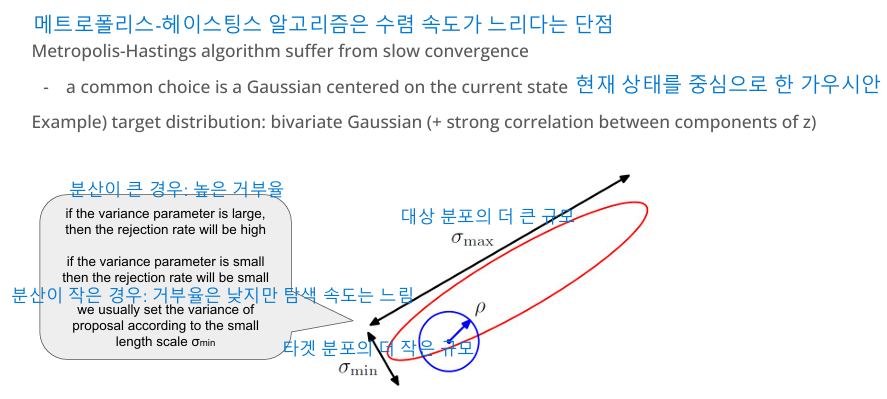 메트로폴리스-헤이스팅스 알고리즘은 수렴 속도가 느리다는 단점
Metropolis-Hastings algorithm suffer from slow convergence
- a common choice is a Gaussian centered on the current state 현재 상태를 중심으로 한 가우시안
Example) target distribution: bivariate Gaussian (+ strong correlation between components of z)
분산이 큰 경우: 높은 거부율
if the variance parameter is large,
then the rejection rate will be high
if the variance parameter is small
then the rejection rate will be small
분산이 작은 경우: 거부율은 낮지만 탐색 속도는 느림
we usually set the variance of
proposal according to the small
length scale σmin
대상 분포의 더 큰 규모
σmax
ρ
타겟 분포의 더 작은 규모
σmin